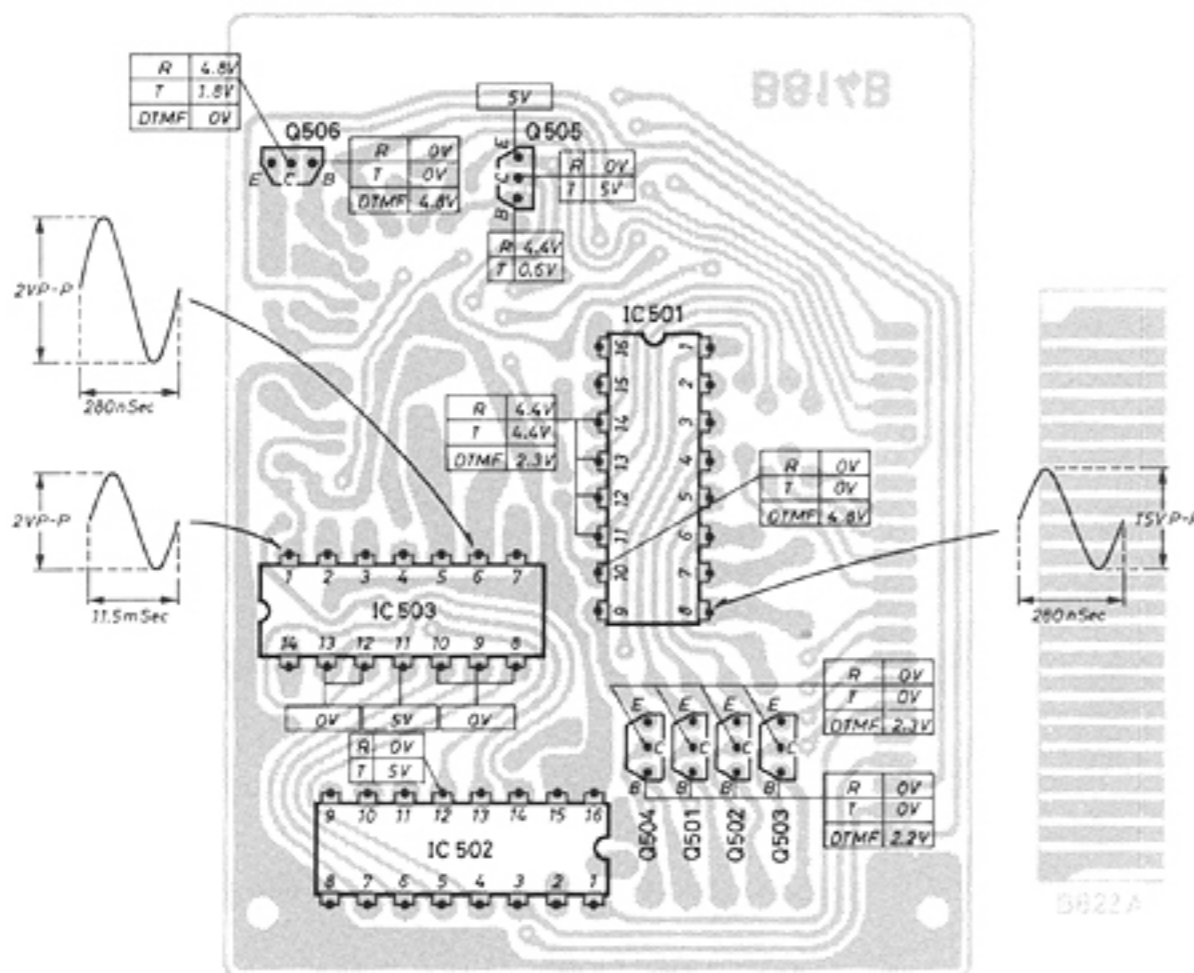 R 4.8V
T 1.8V
DTMF 0V
B814B
5V
Q506
Q505
R 0V
T 0V
DTMF 4.8V
E C B
E
C
B
R 0V
T 5V
R 4.4V
T 0.6V
2VP-P
280nSec
IC501
16 1
15 2
14 3
13 4
12 5
11 6
10 7
9 8
R 4.4V
T 4.4V
DTMF 2.3V
R 0V
T 0V
DTMF 4.8V
2VP-P
11.5mSec
15VP-P
280nSec
1 2 3 4 5 6 7
IC503
14 13 12 11 10 9 8
0V 5V 0V
R 0V
T 5V
R 0V
T 0V
DTMF 2.3V
E E E E
C C C C
B B B B
R 0V
T 0V
DTMF 2.2V
Q504 Q501 Q502 Q503
9 10 11 12 13 14 15 16
IC502
8 7 6 5 4 3 2 1
B622A